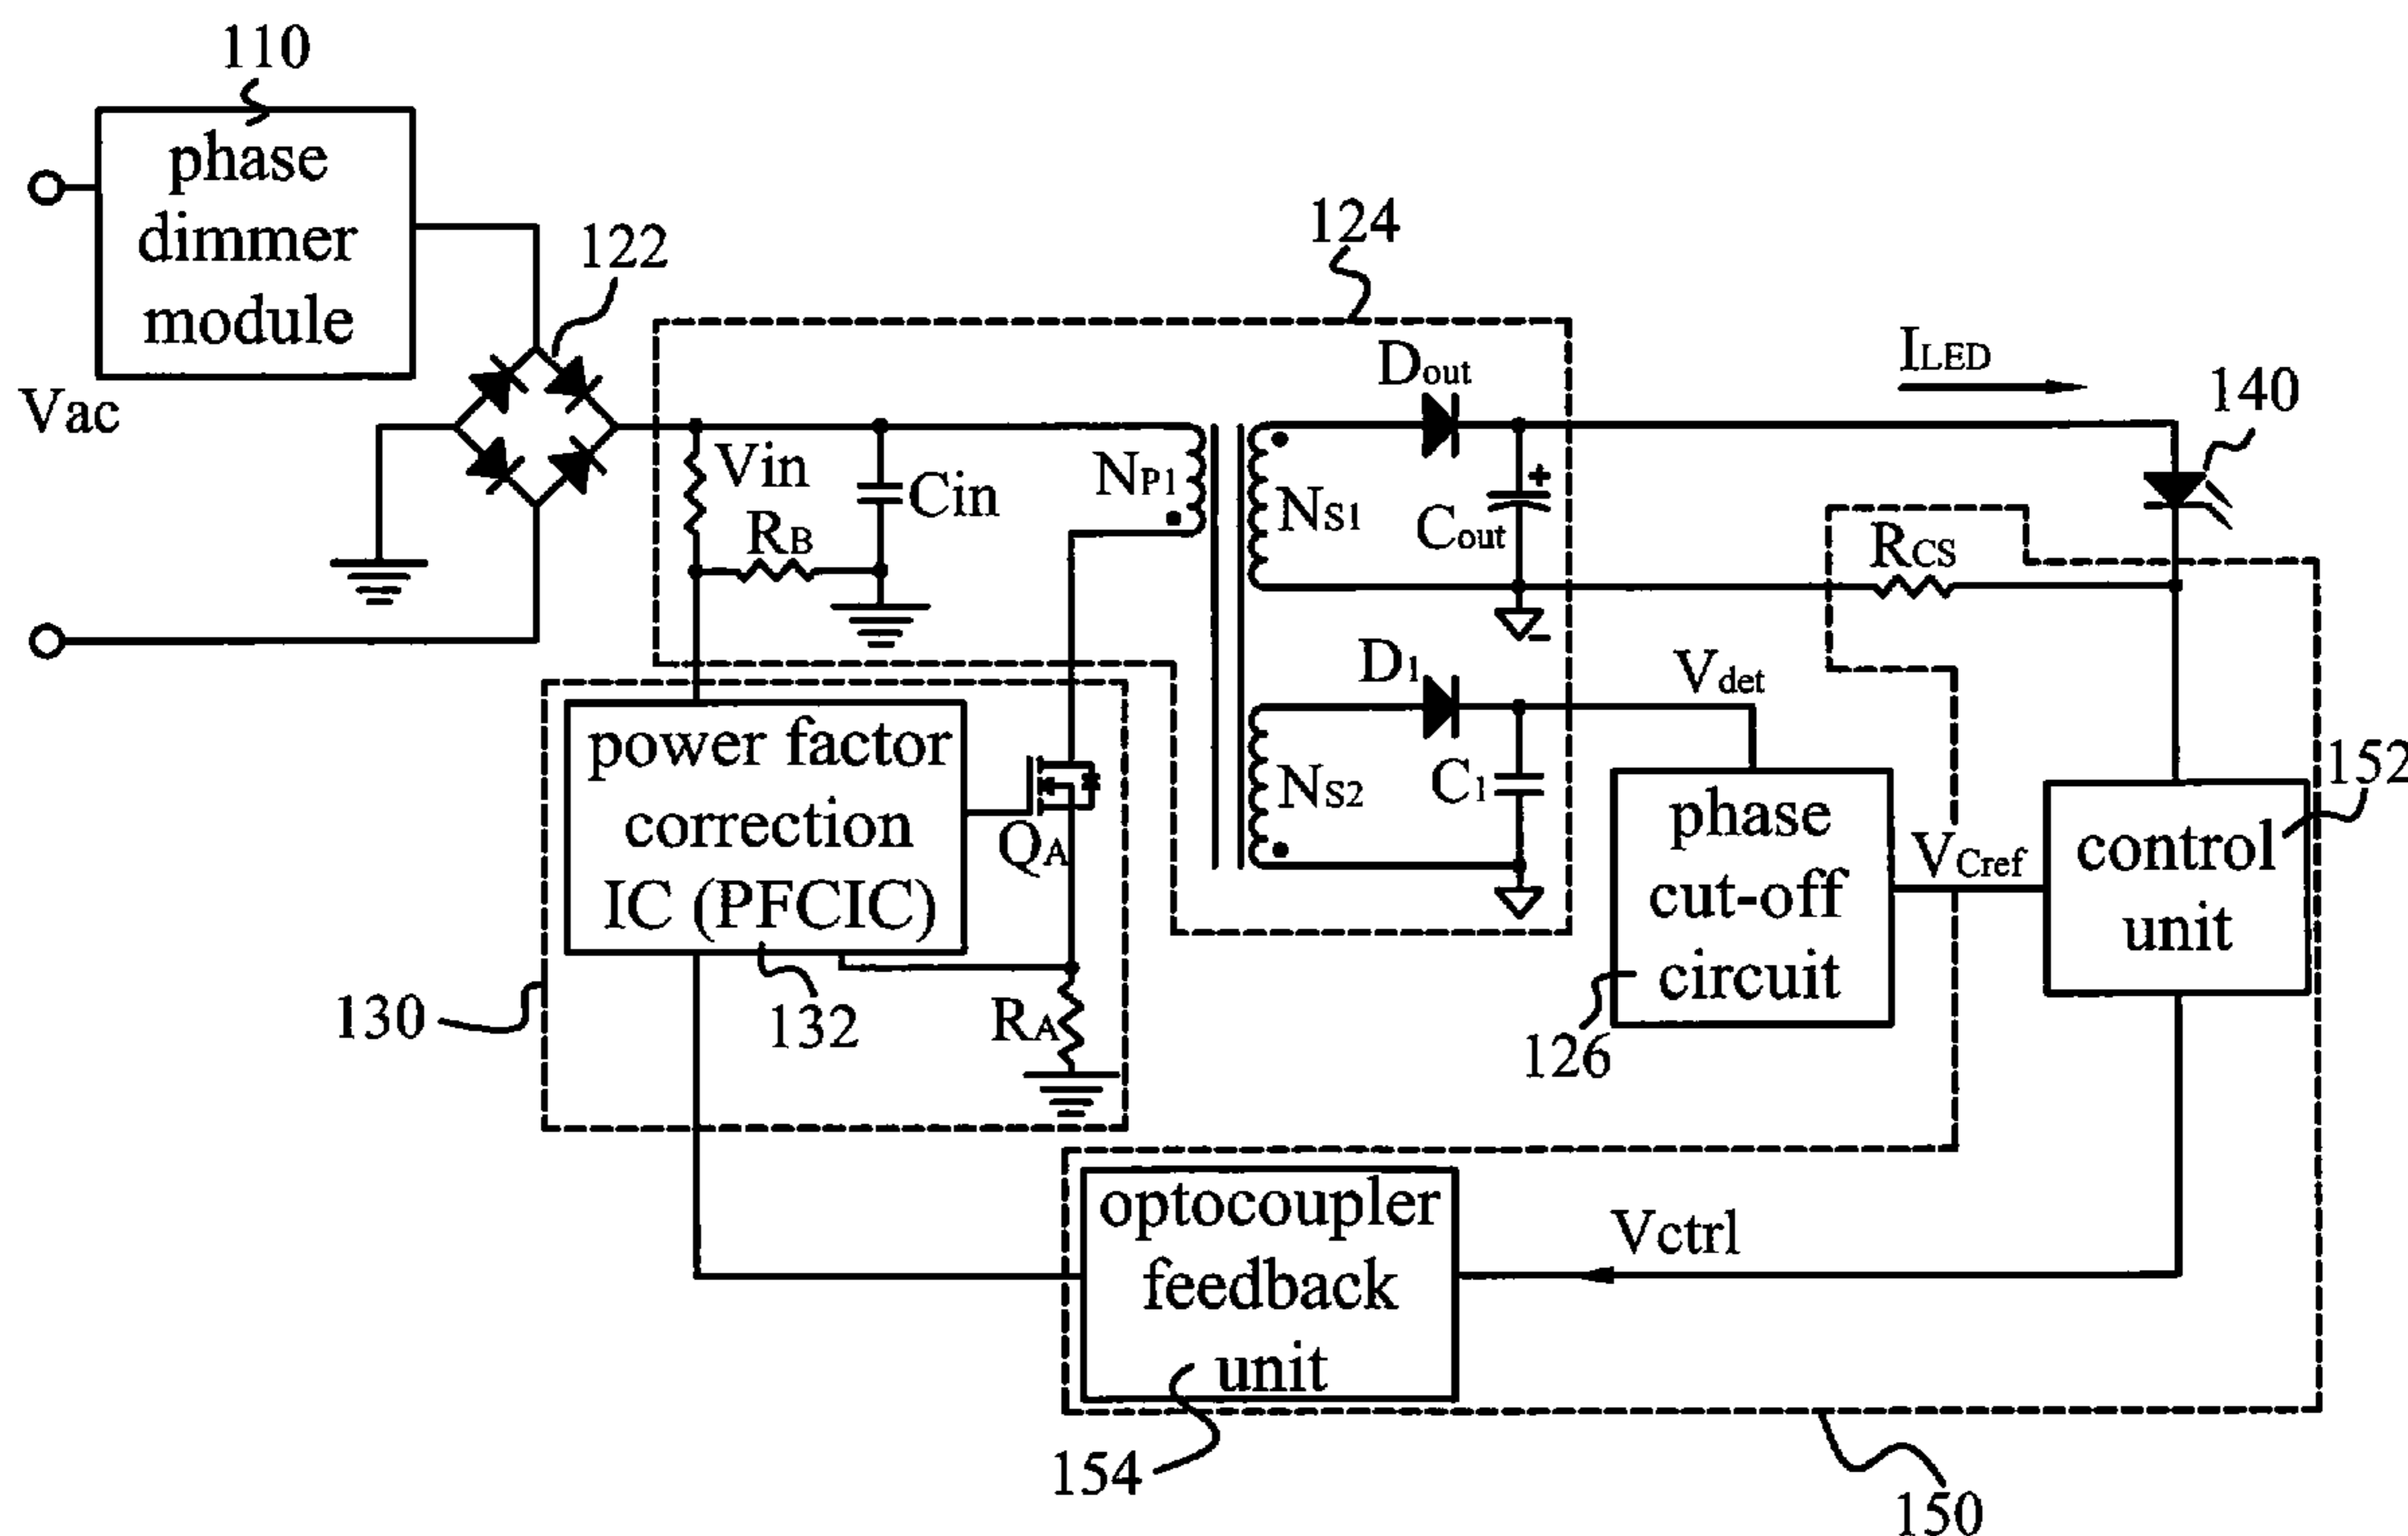 110
phase
dimmer
module
Vac
122
124
Vin
RB
Cin
NP1
NS1
Dout
Cout
ILED
140
RCS
D1
Vdet
NS2
C1
power factor
correction
IC (PFCIC)
QA
RA
130
132
phase
cut-off
circuit
126
VCref
control
unit
152
optocoupler
feedback
unit
Vctrl
154
150